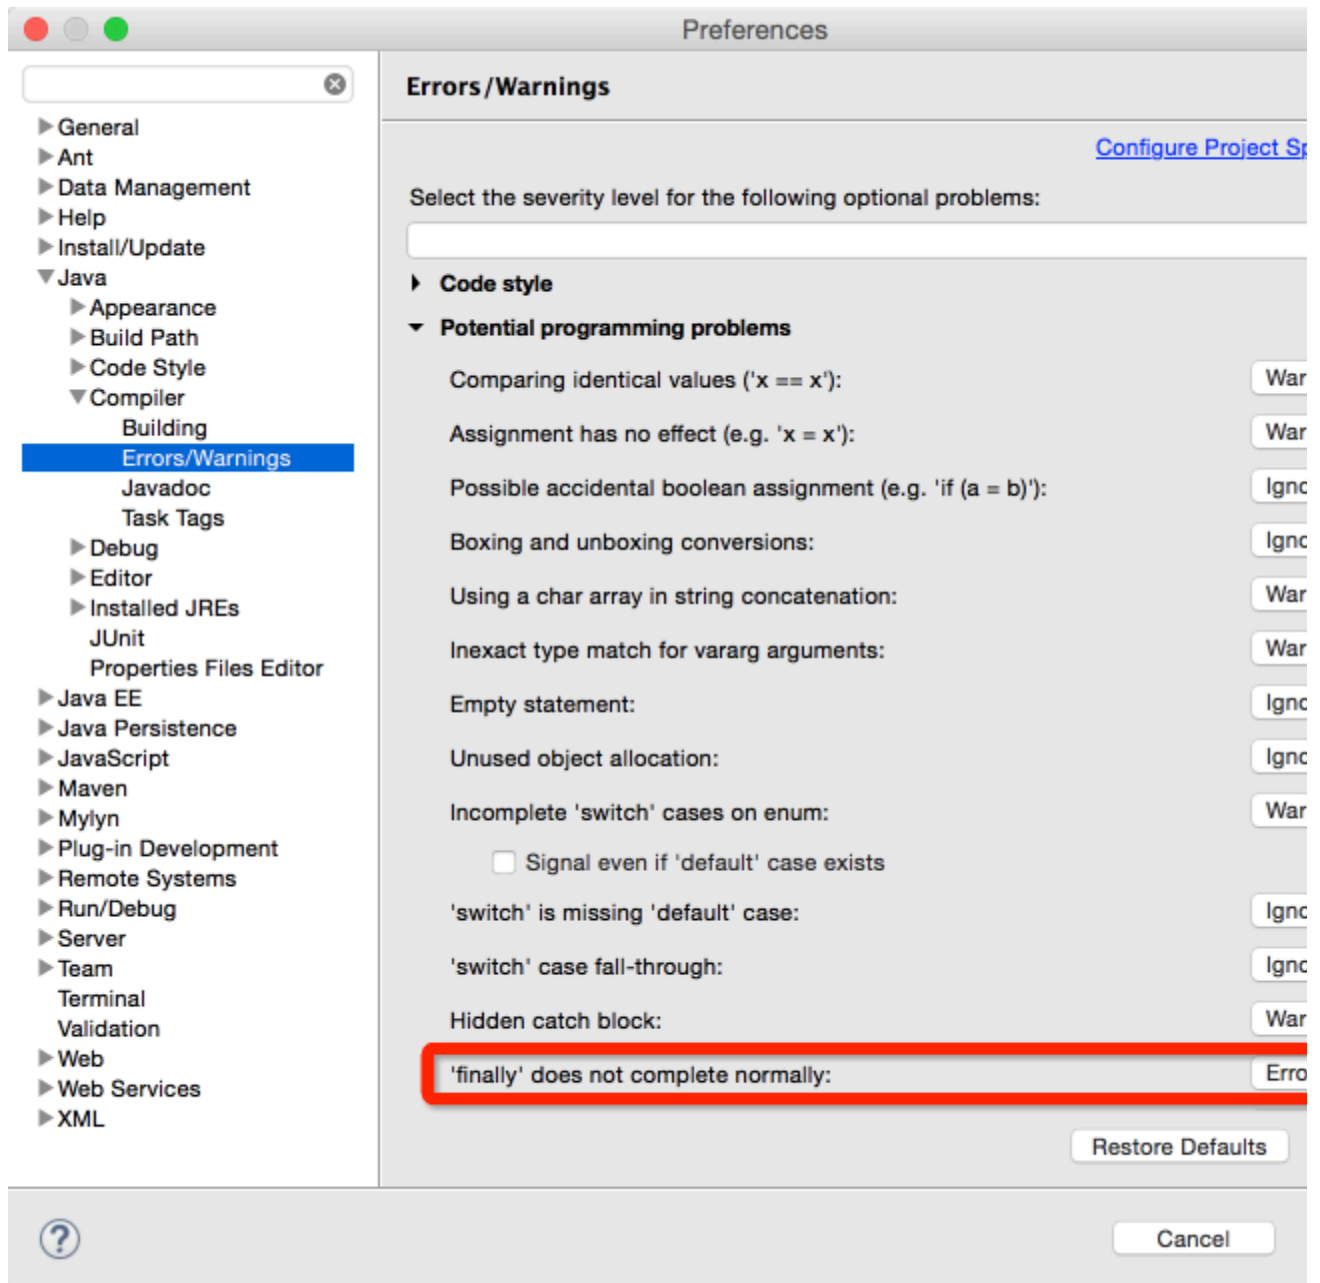 Preferences
General
Ant
Data Management
Help
Install/Update
Java
Appearance
Build Path
Code Style
Compiler
Building
Errors/Warnings
Javadoc
Task Tags
Debug
Editor
Installed JREs
JUnit
Properties Files Editor
Java EE
Java Persistence
JavaScript
Maven
Mylyn
Plug-in Development
Remote Systems
Run/Debug
Server
Team
Terminal
Validation
Web
Web Services
XML
Errors/Warnings
Configure Project Sp
Select the severity level for the following optional problems:
Code style
Potential programming problems
Comparing identical values ('x == x'): War
Assignment has no effect (e.g. 'x = x'): War
Possible accidental boolean assignment (e.g. 'if (a = b)'): Igno
Boxing and unboxing conversions: Igno
Using a char array in string concatenation: War
Inexact type match for vararg arguments: War
Empty statement: Igno
Unused object allocation: Igno
Incomplete 'switch' cases on enum: War
Signal even if 'default' case exists
'switch' is missing 'default' case: Igno
'switch' case fall-through: Igno
Hidden catch block: War
'finally' does not complete normally: Erro
Restore Defaults
?
Cancel